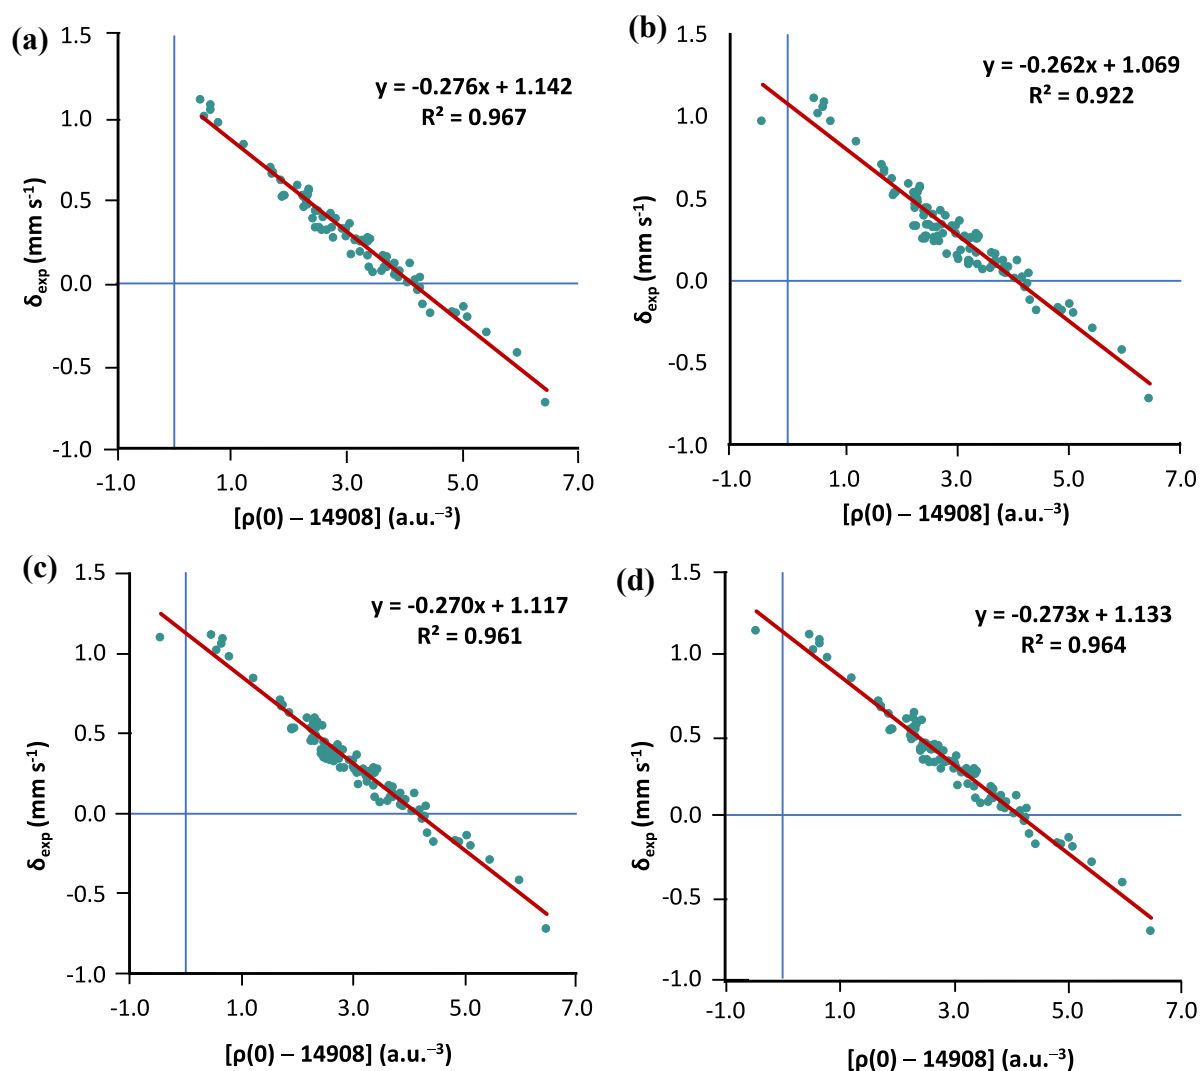 (a)
y = -0.276x + 1.142
R² = 0.967
δexp (mm s⁻¹)
1.5
1.0
0.5
0.0
-0.5
-1.0
-1.0 1.0 3.0 5.0 7.0
[ρ(0) – 14908] (a.u.⁻³)
(b)
y = -0.262x + 1.069
R² = 0.922
δexp (mm s⁻¹)
1.5
1.0
0.5
0.0
-0.5
-1.0
-1.0 1.0 3.0 5.0 7.0
[ρ(0) – 14908] (a.u.⁻³)
(c)
y = -0.270x + 1.117
R² = 0.961
δexp (mm s⁻¹)
1.5
1.0
0.5
0.0
-0.5
-1.0
-1.0 1.0 3.0 5.0 7.0
[ρ(0) – 14908] (a.u.⁻³)
(d)
y = -0.273x + 1.133
R² = 0.964
δexp (mm s⁻¹)
1.5
1.0
0.5
0.0
-0.5
-1.0
-1.0 1.0 3.0 5.0 7.0
[ρ(0) – 14908] (a.u.⁻³)